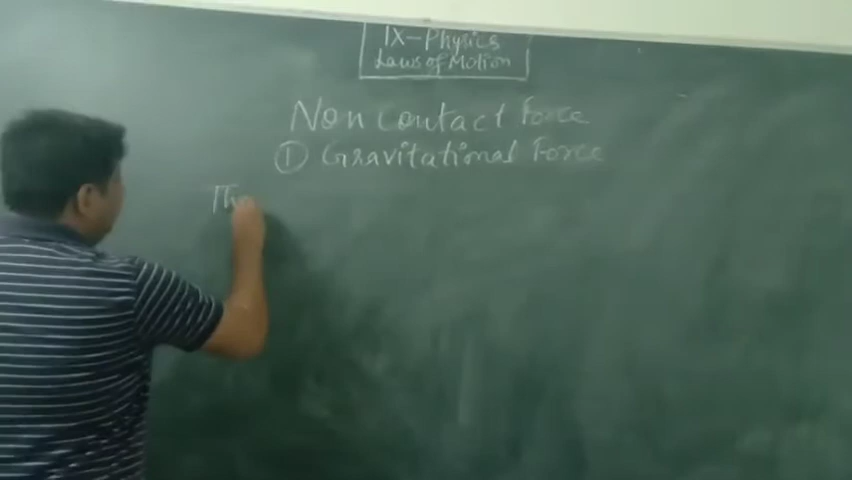 IX-Physics
Laws of Motion
Non contact Force
① Gravitational Force